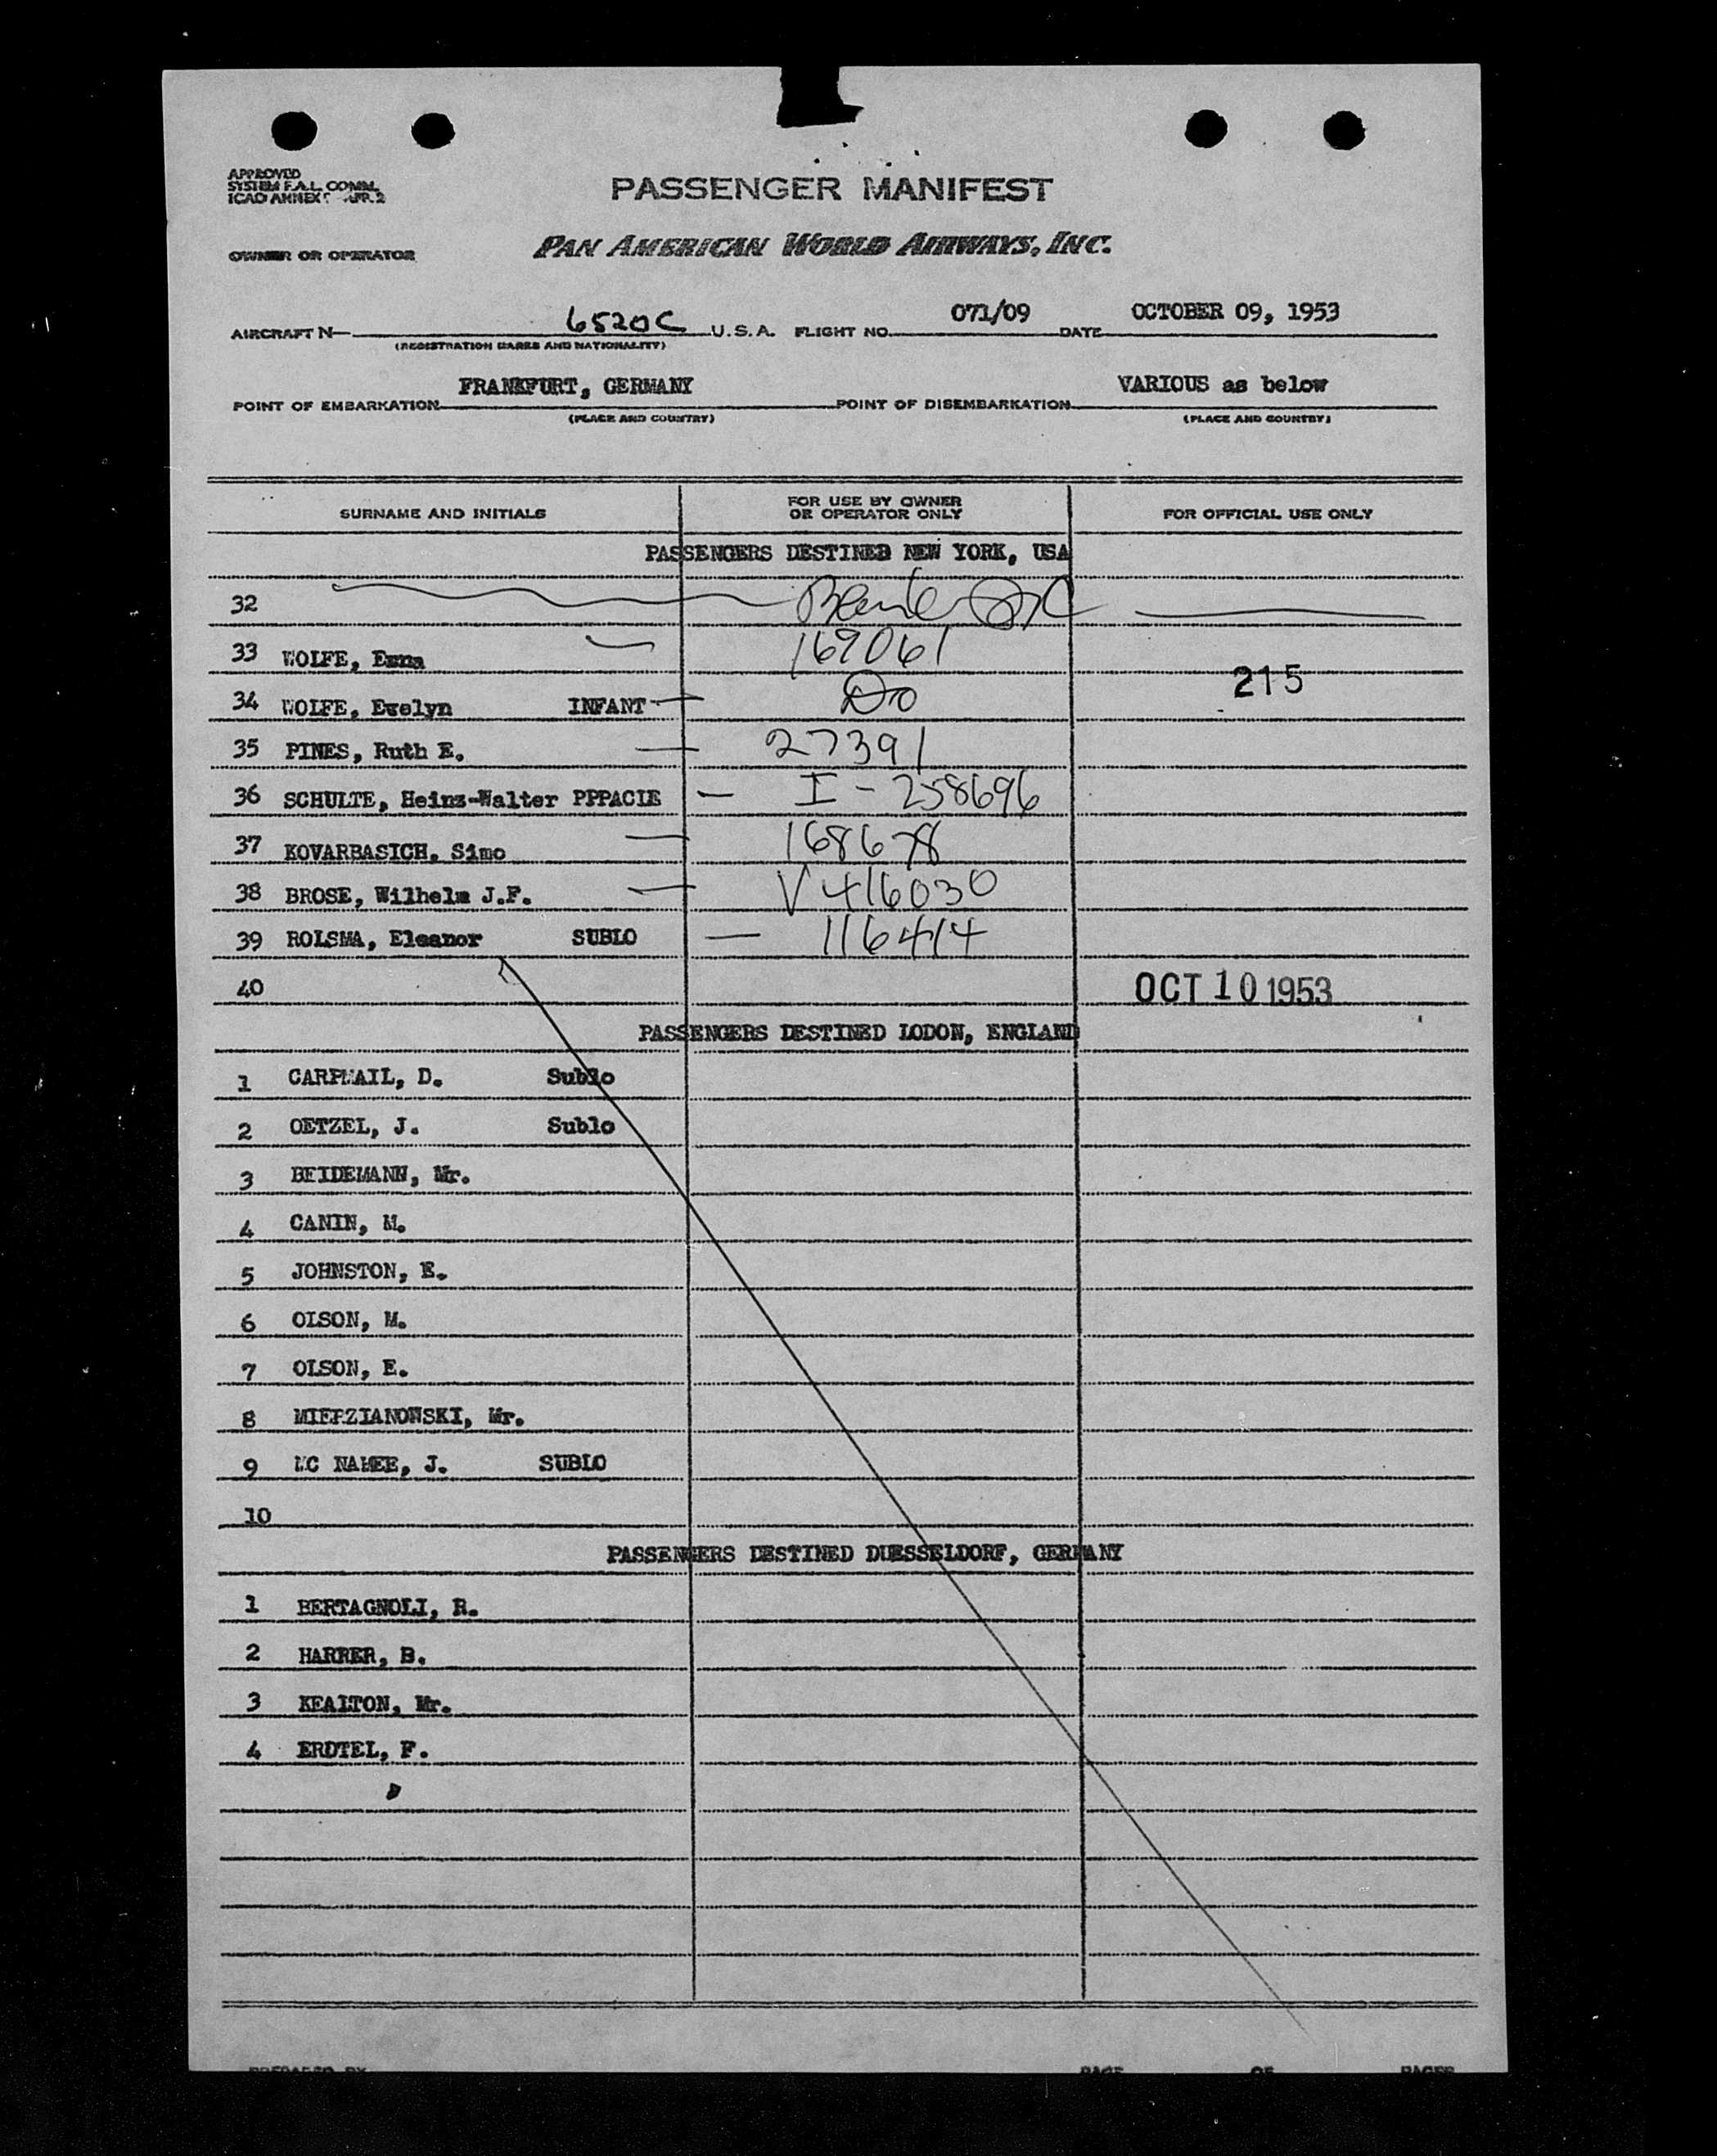 APPROVED
SYSTEM F.A.L. COMM.
ICAO ANNEX
PASSENGER MANIFEST
OWNER OR OPERATOR PAN AMERICAN WORLD AIRWAYS, INC.
AIRCRAFT N— 6520C U.S.A. FLIGHT NO. 071/09 DATE OCTOBER 09, 1953
(REGISTRATION MARKS AND NATIONALITY)
POINT OF EMBARKATION FRANKFURT, GERMANY POINT OF DISEMBARKATION VARIOUS as below
(PLACE AND COUNTRY) (PLACE AND COUNTRY)
SURNAME AND INITIALS FOR USE BY OWNER OR OPERATOR ONLY FOR OFFICIAL USE ONLY
PASSENGERS DESTINED NEW YORK, USA
32
33 WOLFE, Emma 169061
215
34 WOLFE, Evelyn INFANT — Do
35 PINES, Ruth E. — 27391
36 SCHULTE, Heinz-Walter PPPACIE — I - 258696
37 KOVARBASICH, Simo — 168678
38 BROSE, Wilhelm J.F. — V416030
39 ROLSMA, Eleanor SUBLO — 116414
40 OCT 10 1953
PASSENGERS DESTINED LODON, ENGLAND
1 CARPMAIL, D. Sublo
2 OETZEL, J. Sublo
3 BEIDEMANN, Mr.
4 CANIN, M.
5 JOHNSTON, E.
6 OLSON, M.
7 OLSON, E.
8 MIERZIANOWSKI, Mr.
9 MC NAMEE, J. SUBLO
10
PASSENGERS DESTINED DUESSELDORF, GERMANY
1 BERTAGNOLI, R.
2 HARRER, B.
3 KEALTON, Mr.
4 ERDTEL, F.
PREPARED BY PAGE OF PAGES